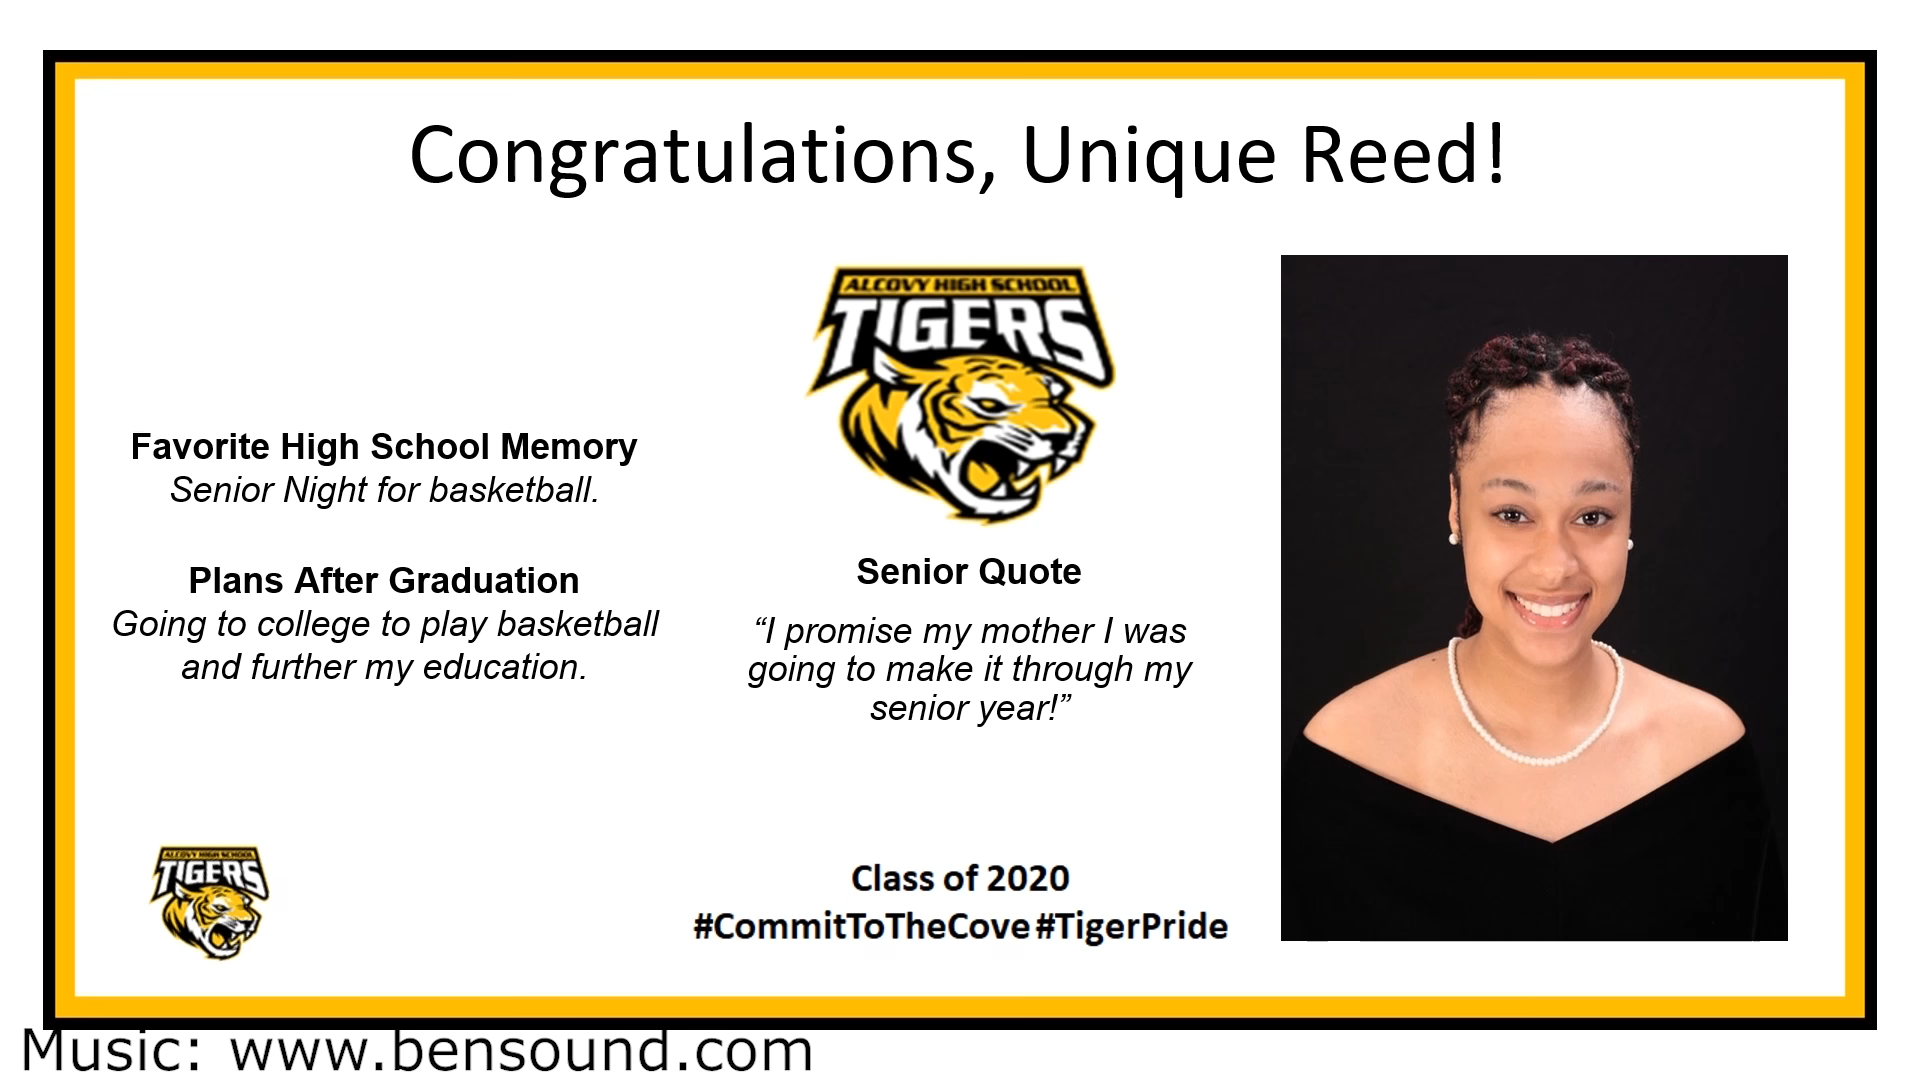 Congratulations, Unique Reed!
ALCOVY HIGH SCHOOL
TIGERS
Favorite High School Memory
Senior Night for basketball.
Plans After Graduation
Going to college to play basketball
and further my education.
Senior Quote
“I promise my mother I was
going to make it through my
senior year!”
ALCOVY HIGH SCHOOL
TIGERS
Class of 2020
#CommitToTheCove #TigerPride
Music: www.bensound.com